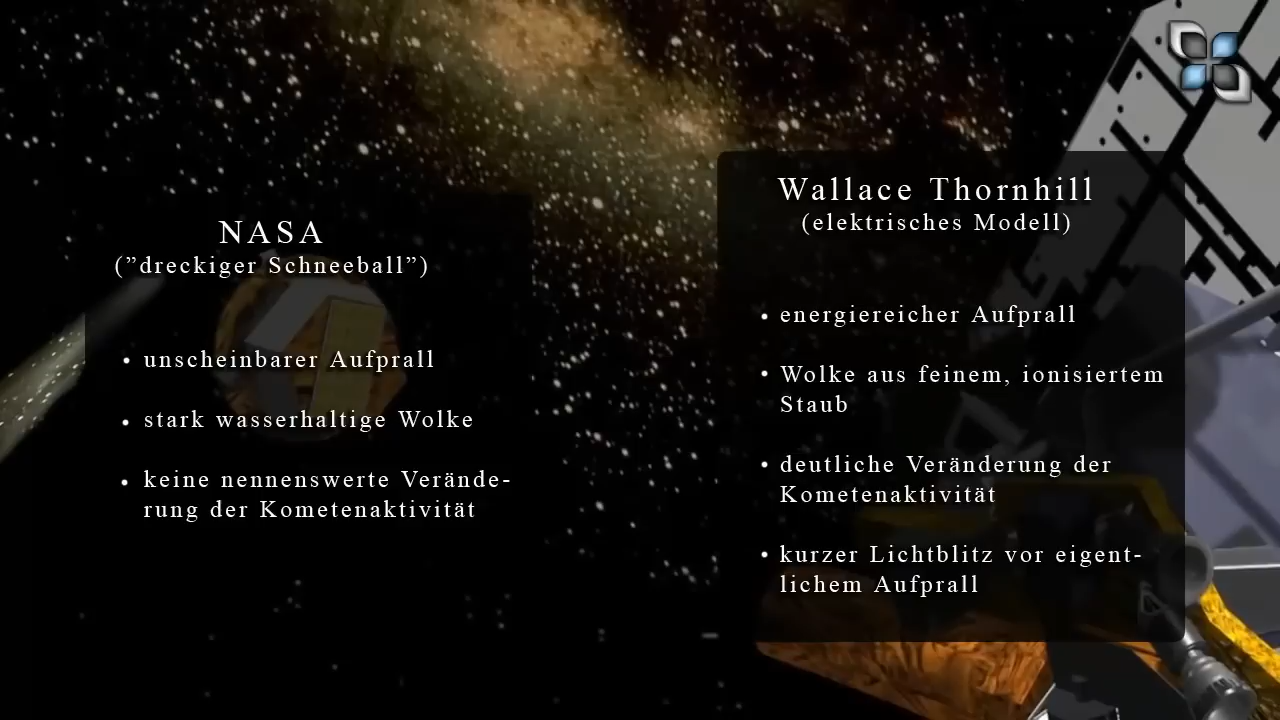 NASA
(”dreckiger Schneeball”)
• unscheinbarer Aufprall
• stark wasserhaltige Wolke
• keine nennenswerte Verände-
rung der Kometenaktivität
Wallace Thornhill
(elektrisches Modell)
• energiereicher Aufprall
• Wolke aus feinem, ionisiertem
Staub
• deutliche Veränderung der
Kometenaktivität
• kurzer Lichtblitz vor eigent-
lichem Aufprall